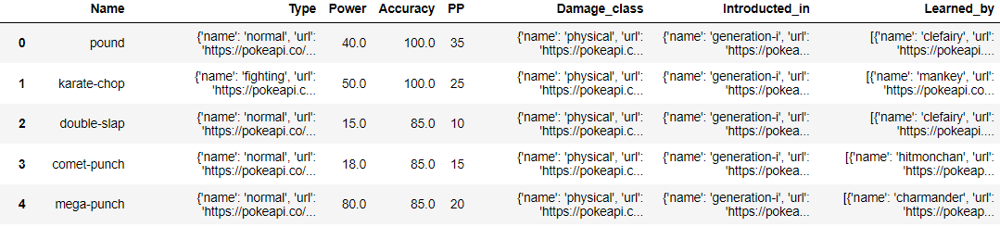 Name Type Power Accuracy PP Damage_class Introducted_in Learned_by
0 pound {'name': 'normal', 'url': 'https://pokeapi.co/... 40.0 100.0 35 {'name': 'physical', 'url': 'https://pokeapi.c... {'name': 'generation-i', 'url': 'https://pokea... [{'name': 'clefairy', 'url': 'https://pokeapi....
1 karate-chop {'name': 'fighting', 'url': 'https://pokeapi.c... 50.0 100.0 25 {'name': 'physical', 'url': 'https://pokeapi.c... {'name': 'generation-i', 'url': 'https://pokea... [{'name': 'mankey', 'url': 'https://pokeapi.co...
2 double-slap {'name': 'normal', 'url': 'https://pokeapi.co/... 15.0 85.0 10 {'name': 'physical', 'url': 'https://pokeapi.c... {'name': 'generation-i', 'url': 'https://pokea... [{'name': 'clefairy', 'url': 'https://pokeapi....
3 comet-punch {'name': 'normal', 'url': 'https://pokeapi.co/... 18.0 85.0 15 {'name': 'physical', 'url': 'https://pokeapi.c... {'name': 'generation-i', 'url': 'https://pokea... [{'name': 'hitmonchan', 'url': 'https://pokeap...
4 mega-punch {'name': 'normal', 'url': 'https://pokeapi.co/... 80.0 85.0 20 {'name': 'physical', 'url': 'https://pokeapi.c... {'name': 'generation-i', 'url': 'https://pokea... [{'name': 'charmander', 'url': 'https://pokeap...